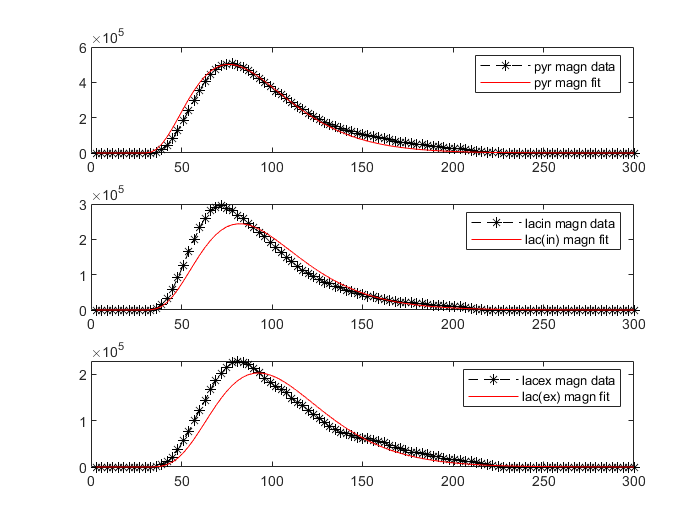 ×10^5
6
4
2
0
0 50 100 150 200 250 300
pyr magn data
pyr magn fit
×10^5
3
2
1
0
0 50 100 150 200 250 300
lacin magn data
lac(in) magn fit
×10^5
2
1
0
0 50 100 150 200 250 300
lacex magn data
lac(ex) magn fit